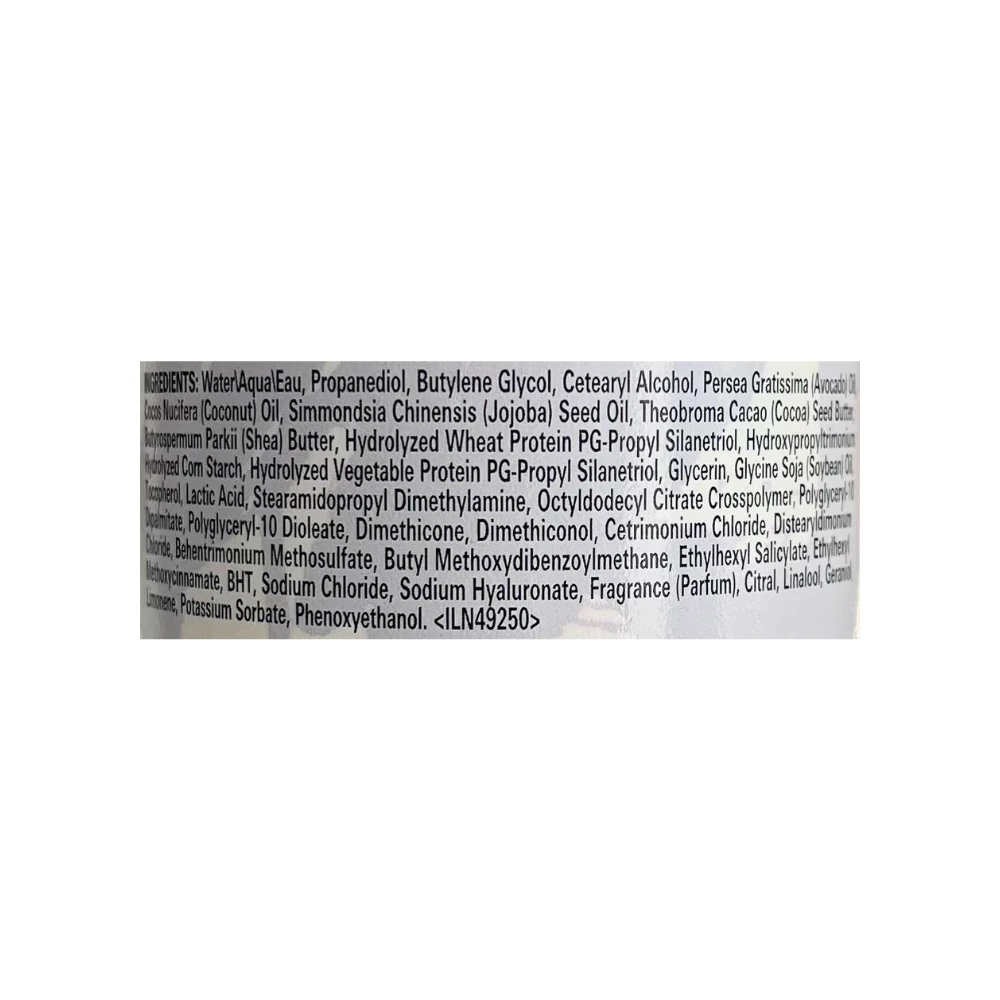 INGREDIENTS: Water\Aqua\Eau, Propanediol, Butylene Glycol, Cetearyl Alcohol, Persea Gratissima (Avocado) Oil,
Cocos Nucifera (Coconut) Oil, Simmondsia Chinensis (Jojoba) Seed Oil, Theobroma Cacao (Cocoa) Seed Butter,
Butyrospermum Parkii (Shea) Butter, Hydrolyzed Wheat Protein PG-Propyl Silanetriol, Hydroxypropyltrimonium
Hydrolyzed Corn Starch, Hydrolyzed Vegetable Protein PG-Propyl Silanetriol, Glycerin, Glycine Soja (Soybean) Oil,
Tocopherol, Lactic Acid, Stearamidopropyl Dimethylamine, Octyldodecyl Citrate Crosspolymer, Polyglyceryl-10
Dipalmitate, Polyglyceryl-10 Dioleate, Dimethicone, Dimethiconol, Cetrimonium Chloride, Distearyldimonium
Chloride, Behentrimonium Methosulfate, Butyl Methoxydibenzoylmethane, Ethylhexyl Salicylate, Ethylhexyl
Methoxycinnamate, BHT, Sodium Chloride, Sodium Hyaluronate, Fragrance (Parfum), Citral, Linalool, Geraniol,
Limonene, Potassium Sorbate, Phenoxyethanol. <ILN49250>